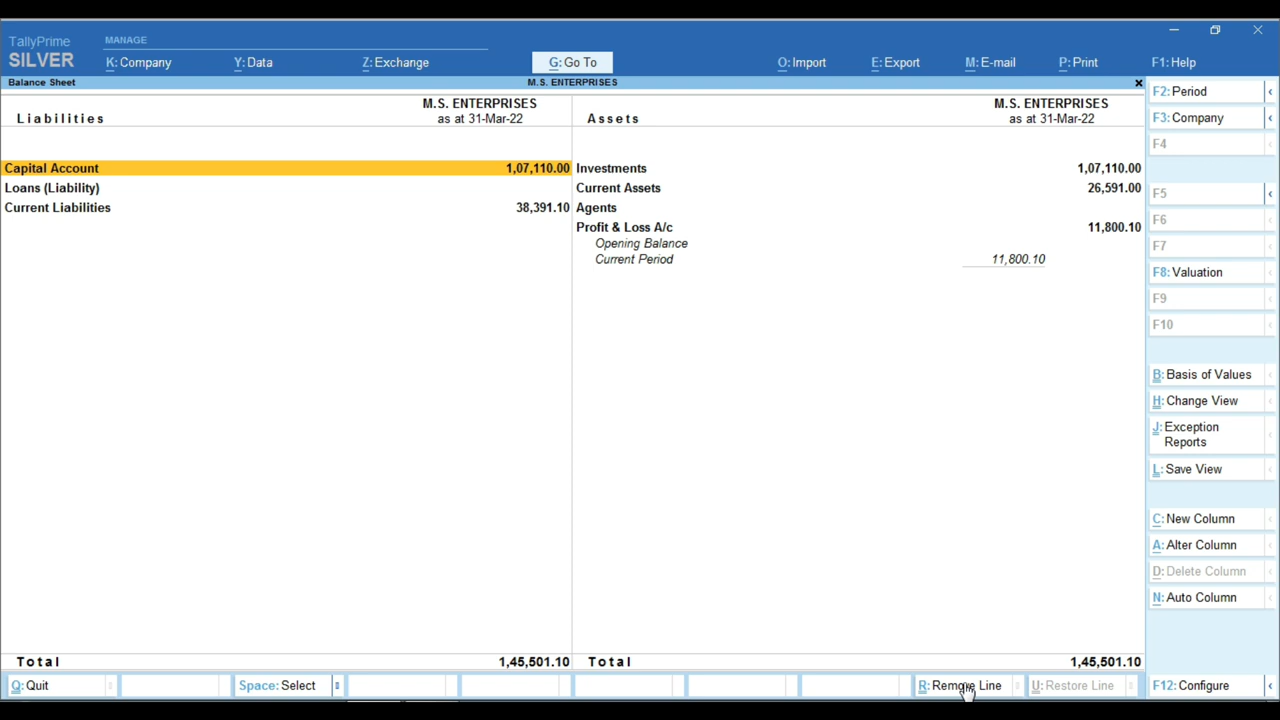 TallyPrime
SILVER
MANAGE
K: Company
Y: Data
Z: Exchange
G: Go To
O: Import
E: Export
M: E-mail
P: Print
F1: Help
Balance Sheet
M.S. ENTERPRISES
Liabilities
M.S. ENTERPRISES
as at 31-Mar-22
Assets
M.S. ENTERPRISES
as at 31-Mar-22
Capital Account 1,07,110.00
Loans (Liability)
Current Liabilities 38,391.10
Investments 1,07,110.00
Current Assets 26,591.00
Agents
Profit & Loss A/c 11,800.10
Opening Balance
Current Period 11,800.10
Total 1,45,501.10
Total 1,45,501.10
F2: Period
F3: Company
F4
F5
F6
F7
F8: Valuation
F9
F10
B: Basis of Values
H: Change View
J: Exception
Reports
L: Save View
C: New Column
A: Alter Column
D: Delete Column
N: Auto Column
Q: Quit
Space: Select
R: Remove Line
U: Restore Line
F12: Configure